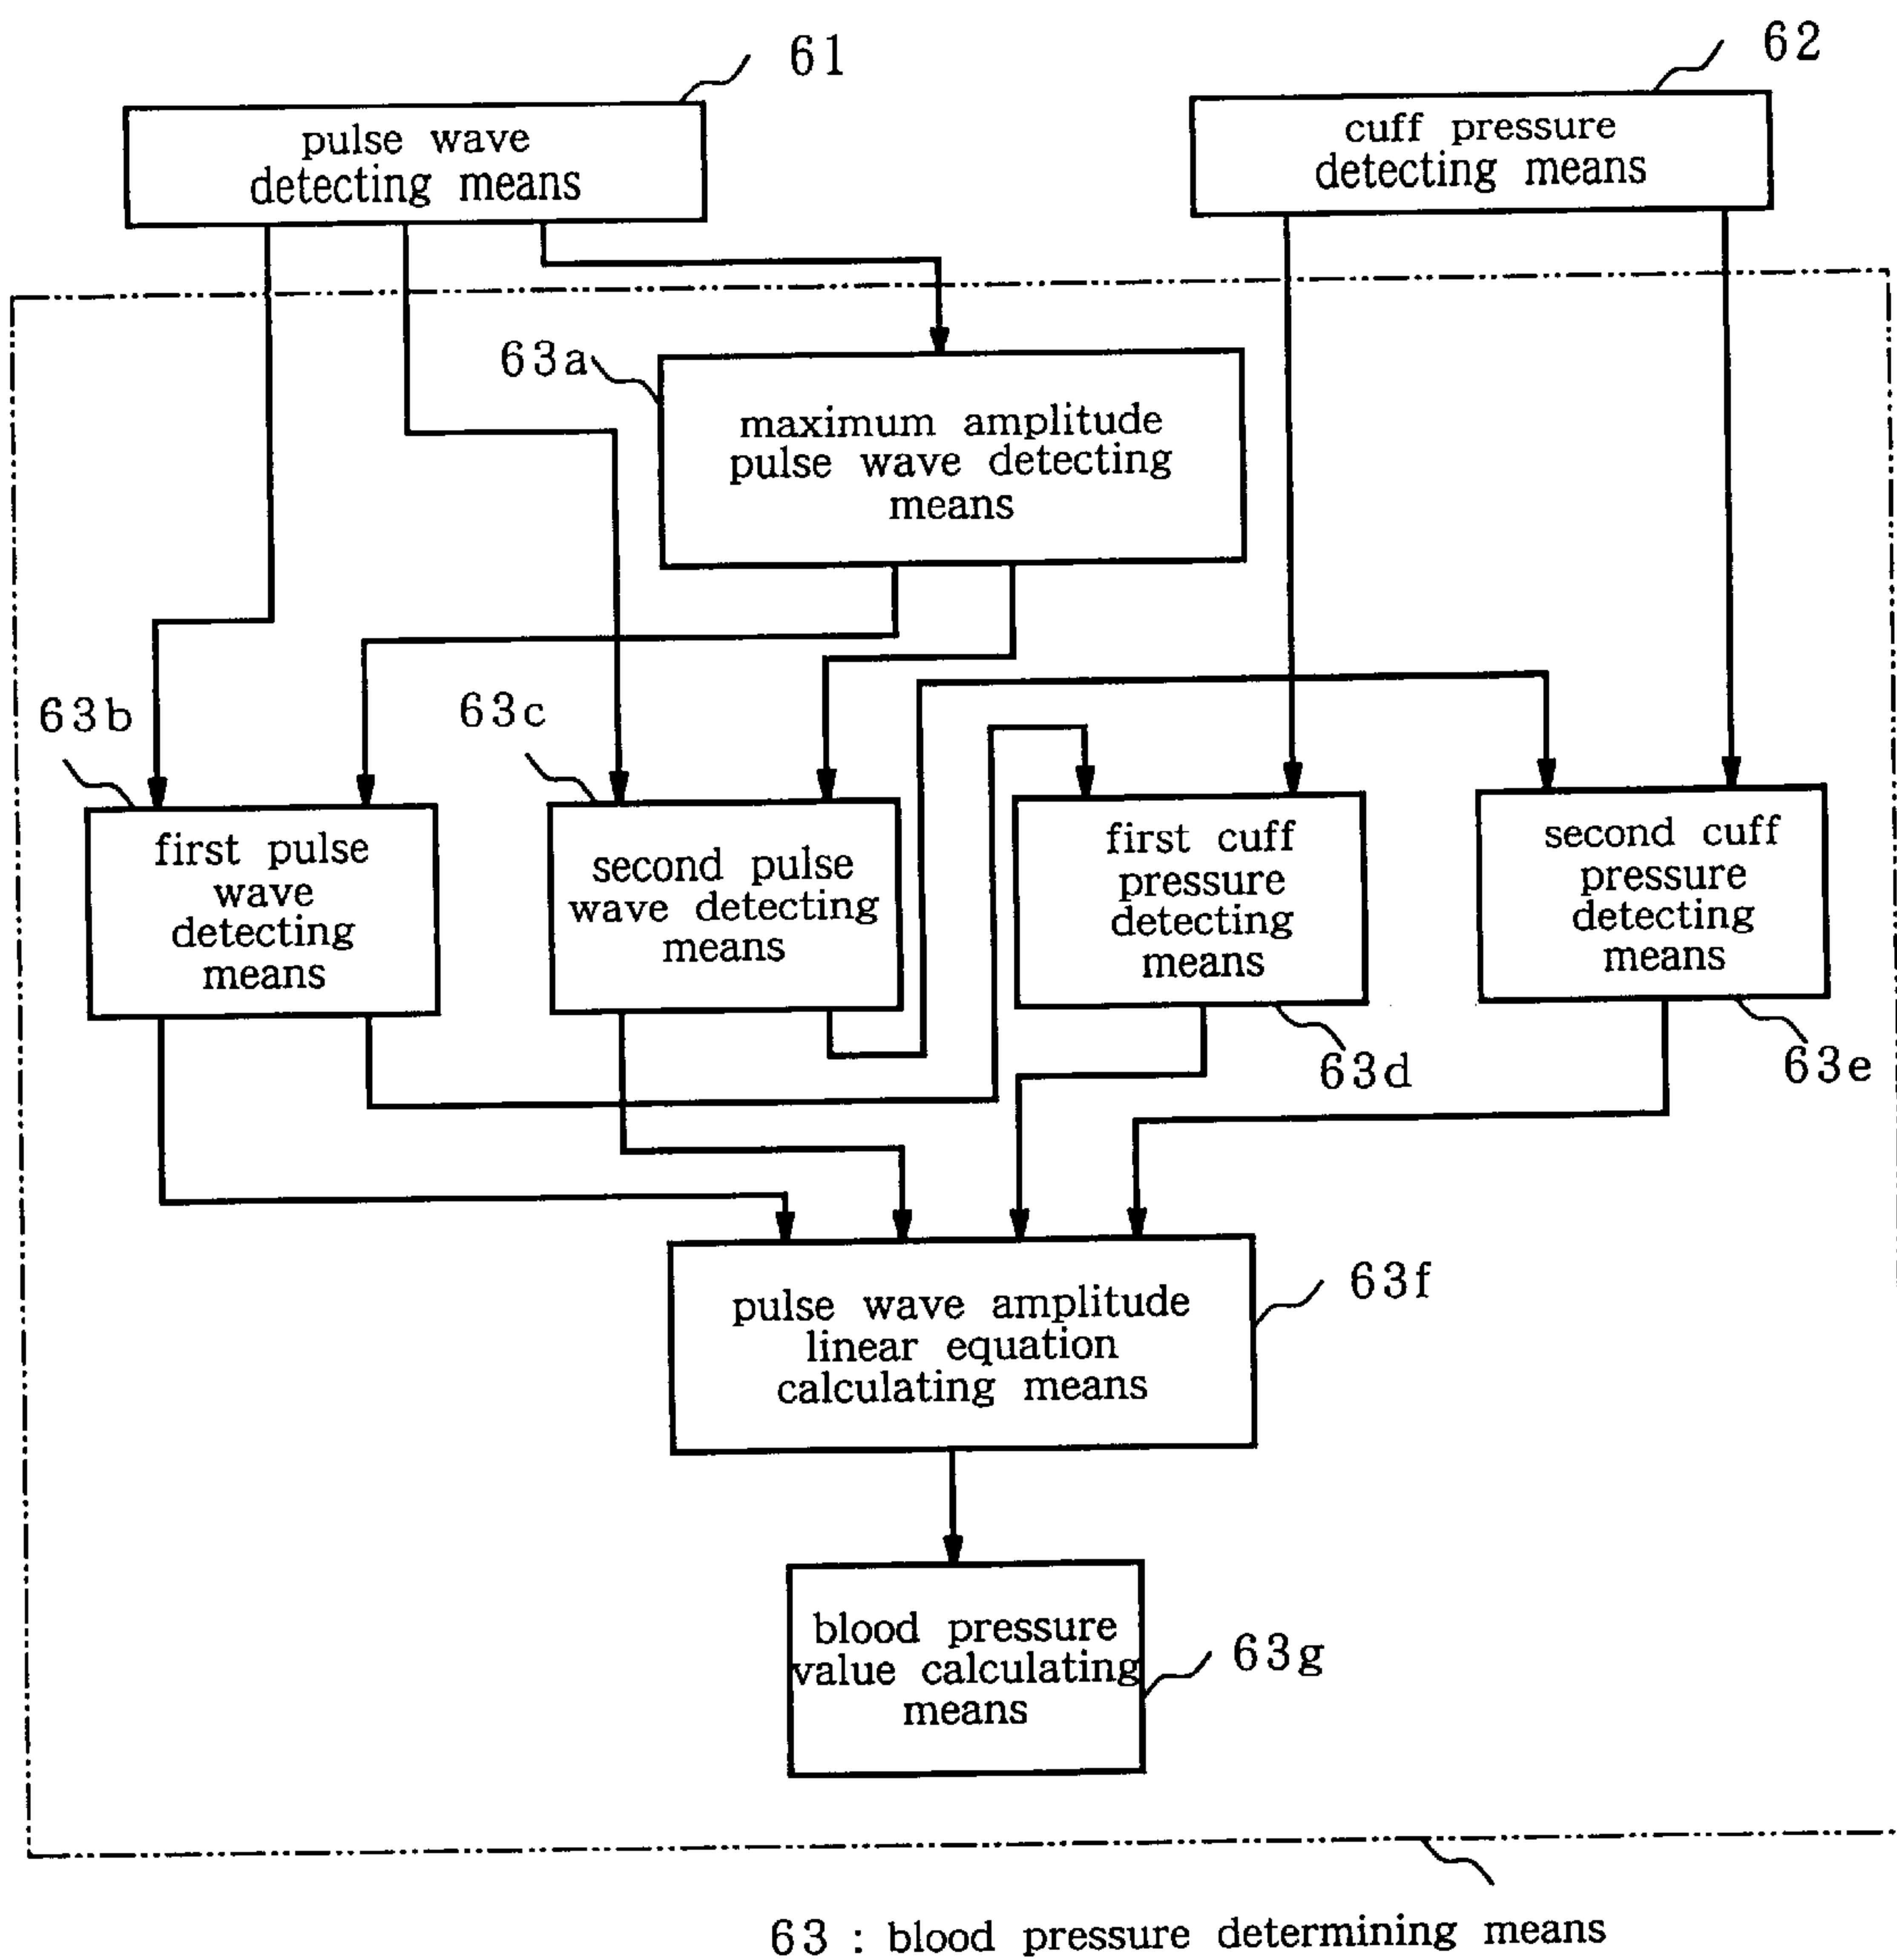 61
62
pulse wave
detecting means
cuff pressure
detecting means
63a
maximum amplitude
pulse wave detecting
means
63b
63c
first pulse
wave
detecting
means
second pulse
wave detecting
means
first cuff
pressure
detecting
means
second cuff
pressure
detecting
means
63d
63e
pulse wave amplitude
linear equation
calculating means
63f
blood pressure
value calculating
means
63g
63 : blood pressure determining means